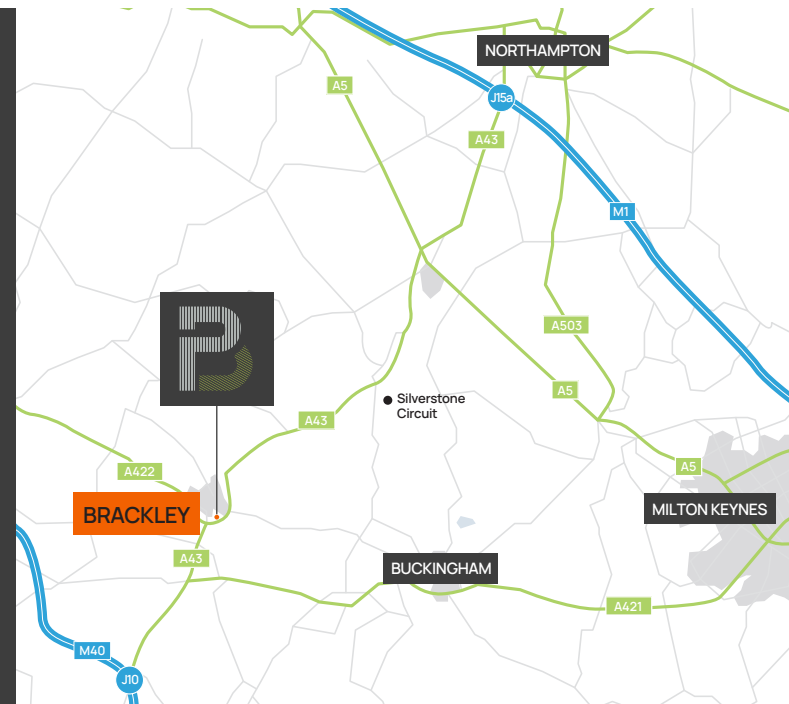 NORTHAMPTON
A5
J15a
A43
M1
A503
A5
Silverstone
Circuit
A43
A422
A5
BRACKLEY
MILTON KEYNES
A43
BUCKINGHAM
A421
M40
J10